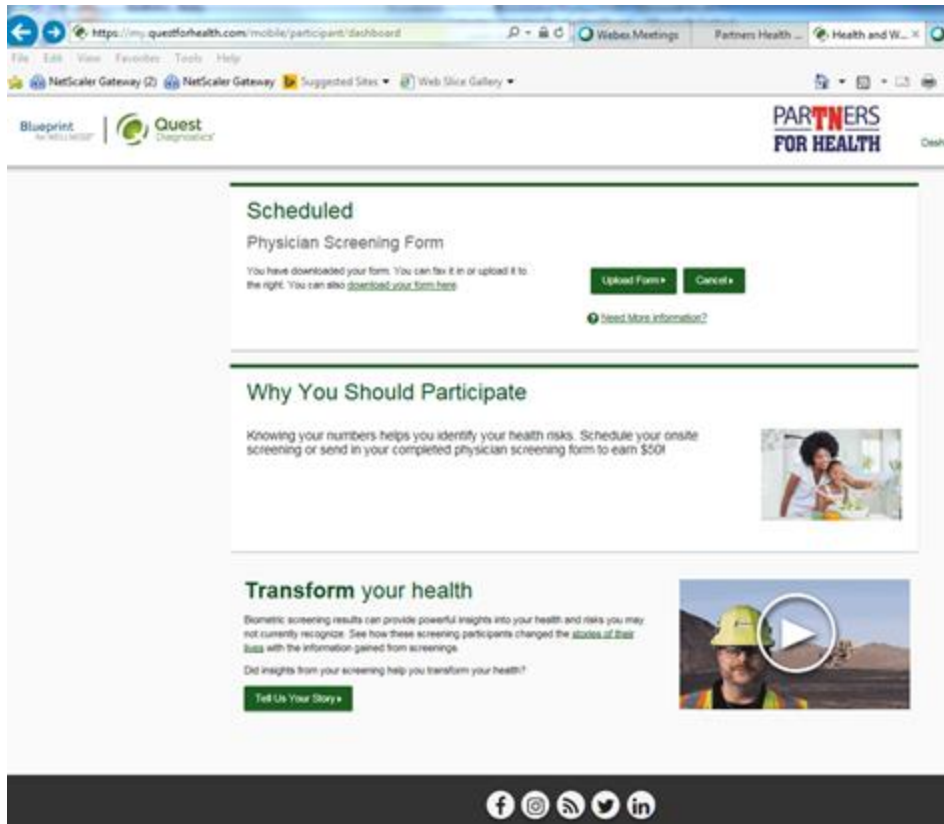 https://my.questforhealth.com/mobile/participant/dashboard
Webex Meetings
Partners Health ...
Health and W...
File Edit View Favorites Tools Help
NetScaler Gateway (2) NetScaler Gateway Suggested Sites Web Slice Gallery
Blueprint
for WELLNESS
Quest
Diagnostics
PARTNERS
FOR HEALTH
Dash
Scheduled
Physician Screening Form
You have downloaded your form. You can fax it in or upload it to
the right. You can also download your form here
Upload Form
Cancel
Need More information?
Why You Should Participate
Knowing your numbers helps you identify your health risks. Schedule your onsite
screening or send in your completed physician screening form to earn $50!
Transform your health
Biometric screening results can provide powerful insights into your health and risks you may
not currently recognize. See how these screening participants changed the stories of their
lives with the information gained from screenings.
Did insights from your screening help you transform your health?
Tell Us Your Story